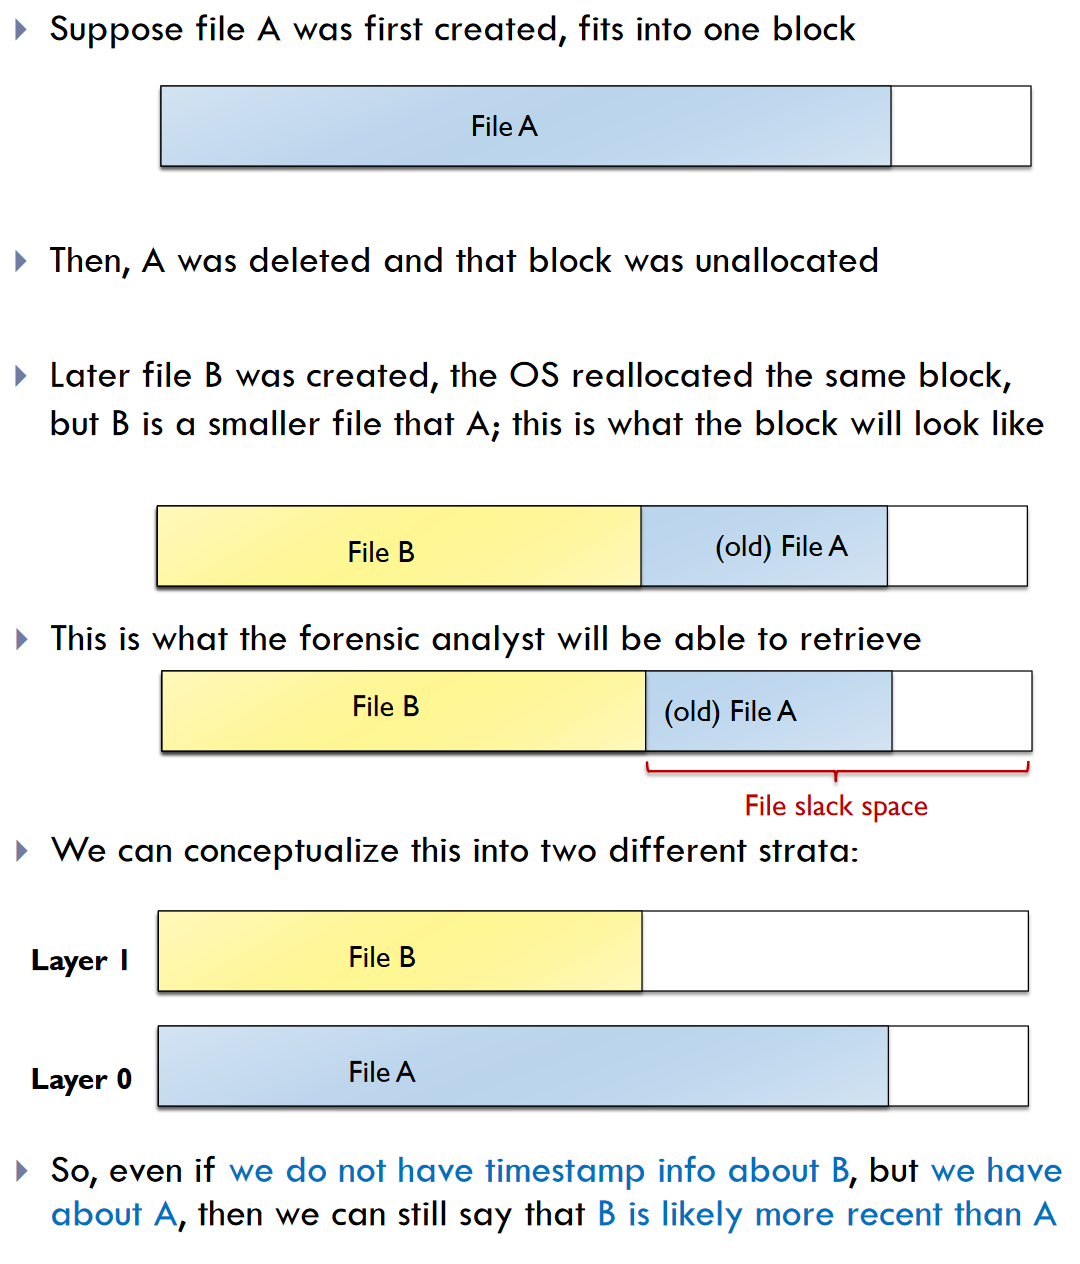 Suppose file A was first created, fits into one block
File A
Then, A was deleted and that block was unallocated
Later file B was created, the OS reallocated the same block,
but B is a smaller file that A; this is what the block will look like
File B (old) File A
This is what the forensic analyst will be able to retrieve
File B (old) File A
File slack space
We can conceptualize this into two different strata:
Layer 1 File B
Layer 0 File A
So, even if we do not have timestamp info about B, but we have
about A, then we can still say that B is likely more recent than A